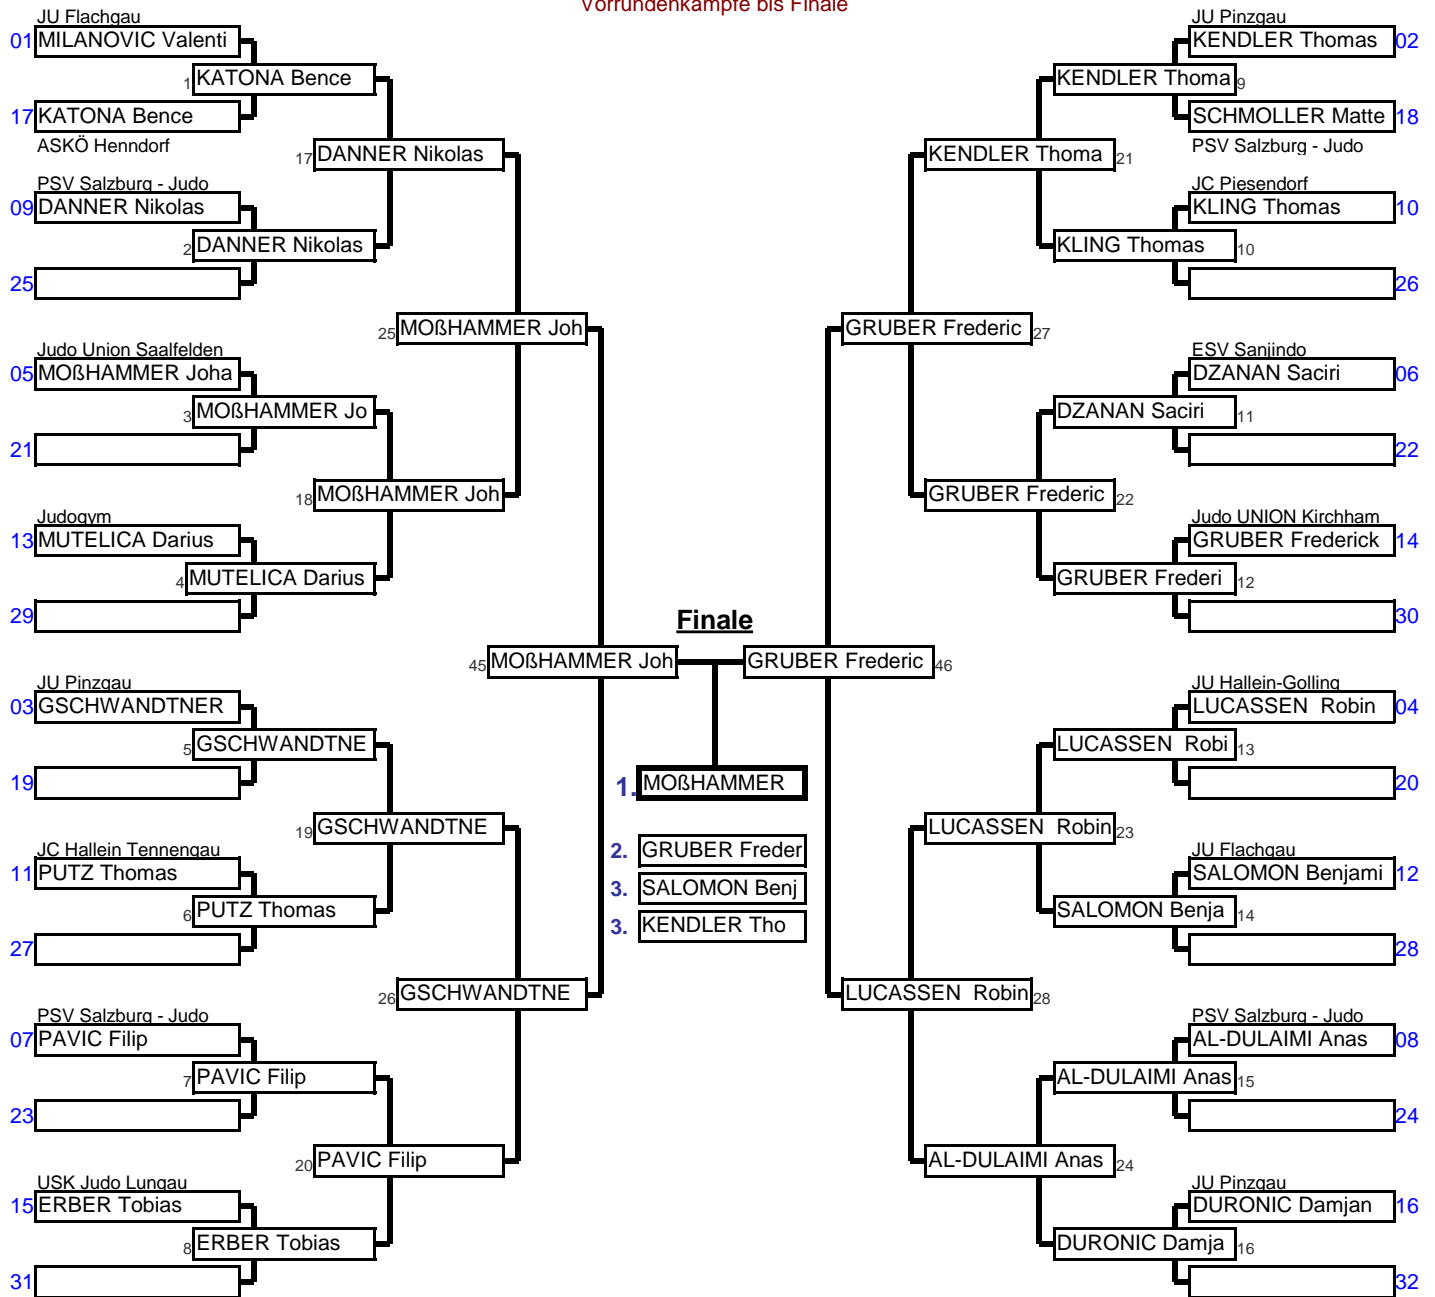 Vorrundenkämpfe bis Finale
JU Flachgau
01 MILANOVIC Valenti
1 KATONA Bence
17 KATONA Bence
ASKÖ Henndorf
17 DANNER Nikolas
PSV Salzburg - Judo
09 DANNER Nikolas
2 DANNER Nikolas
25
25 MOßHAMMER Joh
Judo Union Saalfelden
05 MOßHAMMER Joha
3 MOßHAMMER Jo
21
18 MOßHAMMER Joh
Judogym
13 MUTELICA Darius
4 MUTELICA Darius
29
45 MOßHAMMER Joh
JU Pinzgau
03 GSCHWANDTNER
5 GSCHWANDTNE
19
19 GSCHWANDTNE
JC Hallein Tennengau
11 PUTZ Thomas
6 PUTZ Thomas
27
26 GSCHWANDTNE
PSV Salzburg - Judo
07 PAVIC Filip
7 PAVIC Filip
23
20 PAVIC Filip
USK Judo Lungau
15 ERBER Tobias
8 ERBER Tobias
31
Finale
1. MOßHAMMER
2. GRUBER Freder
3. SALOMON Benj
3. KENDLER Tho
JU Pinzgau
KENDLER Thomas 02
KENDLER Thoma 9
SCHMOLLER Matte 18
PSV Salzburg - Judo
KENDLER Thoma 21
JC Piesendorf
KLING Thomas 10
KLING Thomas 10
26
GRUBER Frederic 27
ESV Sanjindo
DZANAN Saciri 06
DZANAN Saciri 11
22
GRUBER Frederic 22
Judo UNION Kirchham
GRUBER Frederick 14
GRUBER Frederi 12
30
GRUBER Frederic 46
JU Hallein-Golling
LUCASSEN  Robin 04
LUCASSEN  Robi 13
20
LUCASSEN  Robin 23
JU Flachgau
SALOMON Benjami 12
SALOMON Benja 14
28
LUCASSEN  Robin 28
PSV Salzburg - Judo
AL-DULAIMI Anas 08
AL-DULAIMI Anas 15
24
AL-DULAIMI Anas 24
JU Pinzgau
DURONIC Damjan 16
DURONIC Damja 16
32